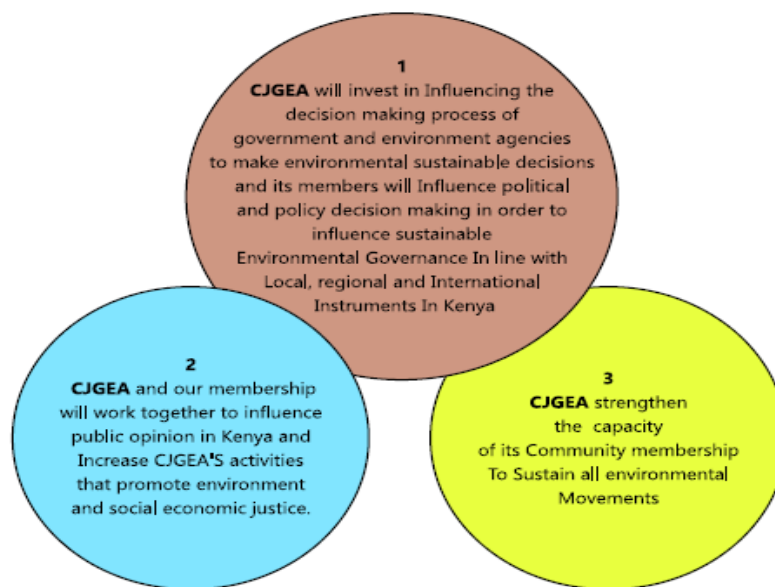 1
CJGEA will invest in Influencing the
decision making process of
government and environment agencies
to make environmental sustainable decisions
and its members will Influence political
and policy decision making in order to
influence sustainable
Environmental Governance In line with
Local, regional and International
Instruments In Kenya
2
CJGEA and our membership
will work together to influence
public opinion in Kenya and
Increase CJGEA'S activities
that promote environment
and social economic justice.
3
CJGEA strengthen
the capacity
of its Community membership
To Sustain all environmental
Movements